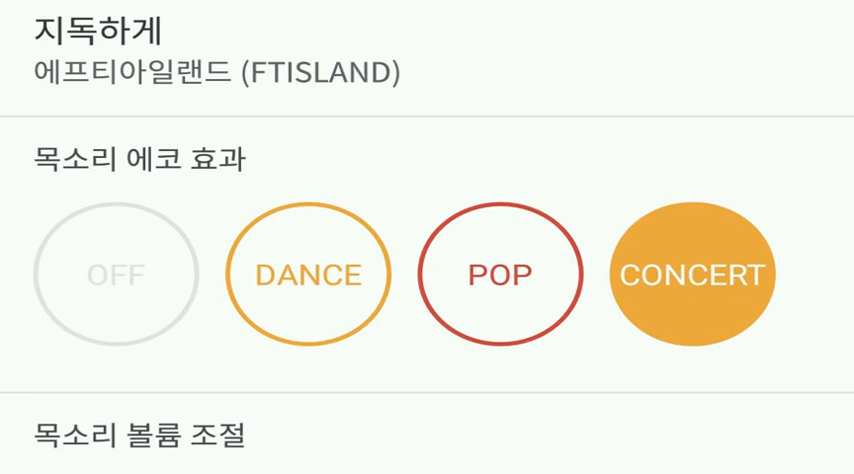 지독하게
에프티아일랜드 (FTISLAND)
목소리 에코 효과
OFF DANCE POP CONCERT
목소리 볼륨 조절